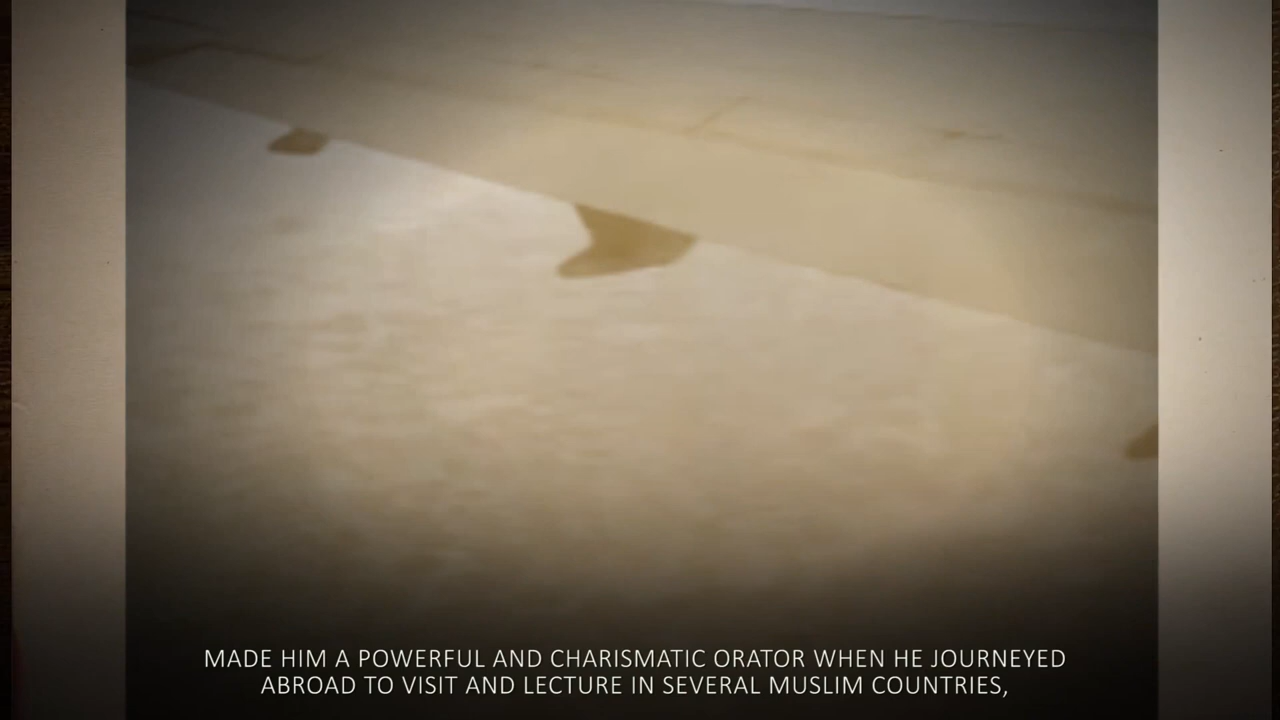 MADE HIM A POWERFUL AND CHARISMATIC ORATOR WHEN HE JOURNEYED
ABROAD TO VISIT AND LECTURE IN SEVERAL MUSLIM COUNTRIES,